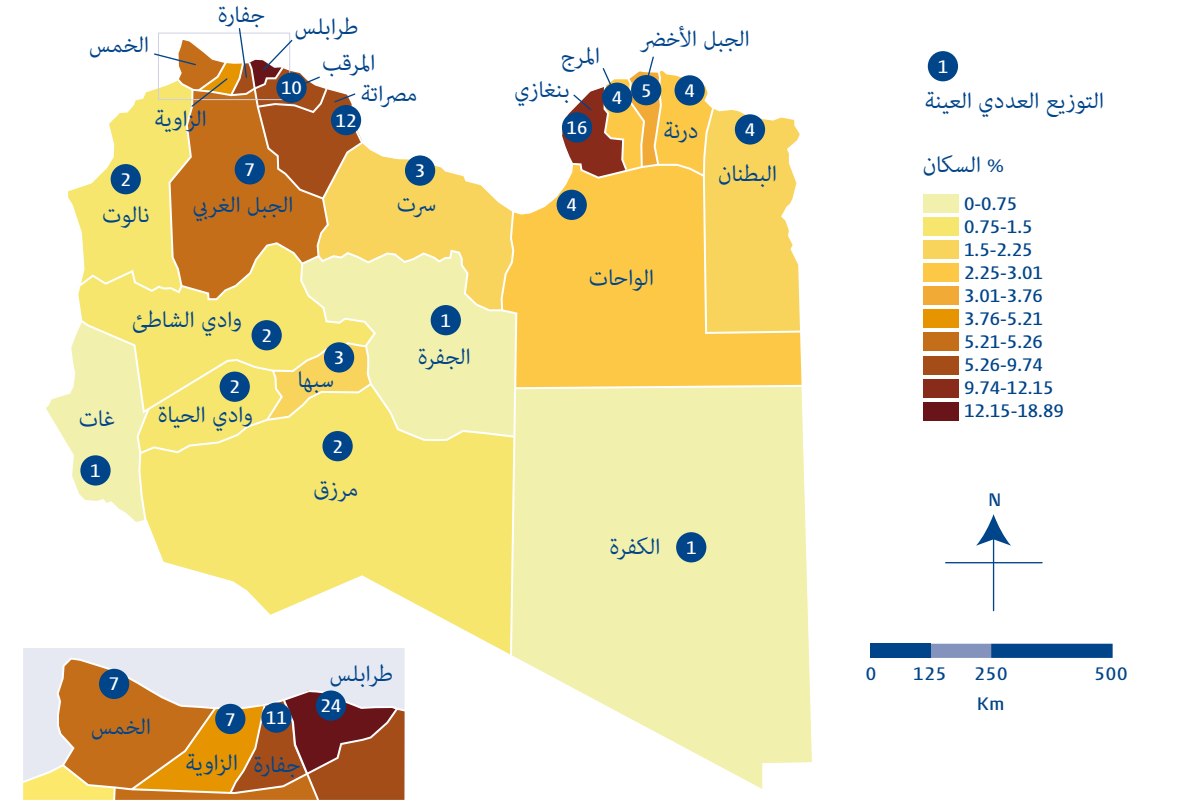 جفارة
طرابلس
الخمس
المرقب
10
مصراتة
12
الزاوية
الجبل الأخضر
المرج
بنغازي
4
5
4
16
درنة
4
البطنان
2
نالوت
7
الجبل الغربي
3
سرت
4
الواحات
وادي الشاطئ
2
1
الجفرة
3
سبها
2
وادي الحياة
غات
1
2
مرزق
الكفرة
1
طرابلس
7
الخمس
7
الزاوية
11
جفارة
24
1
التوزيع العددي العينة
% السكان
0-0.75
0.75-1.5
1.5-2.25
2.25-3.01
3.01-3.76
3.76-5.21
5.21-5.26
5.26-9.74
9.74-12.15
12.15-18.89
N
0 125 250 500
Km